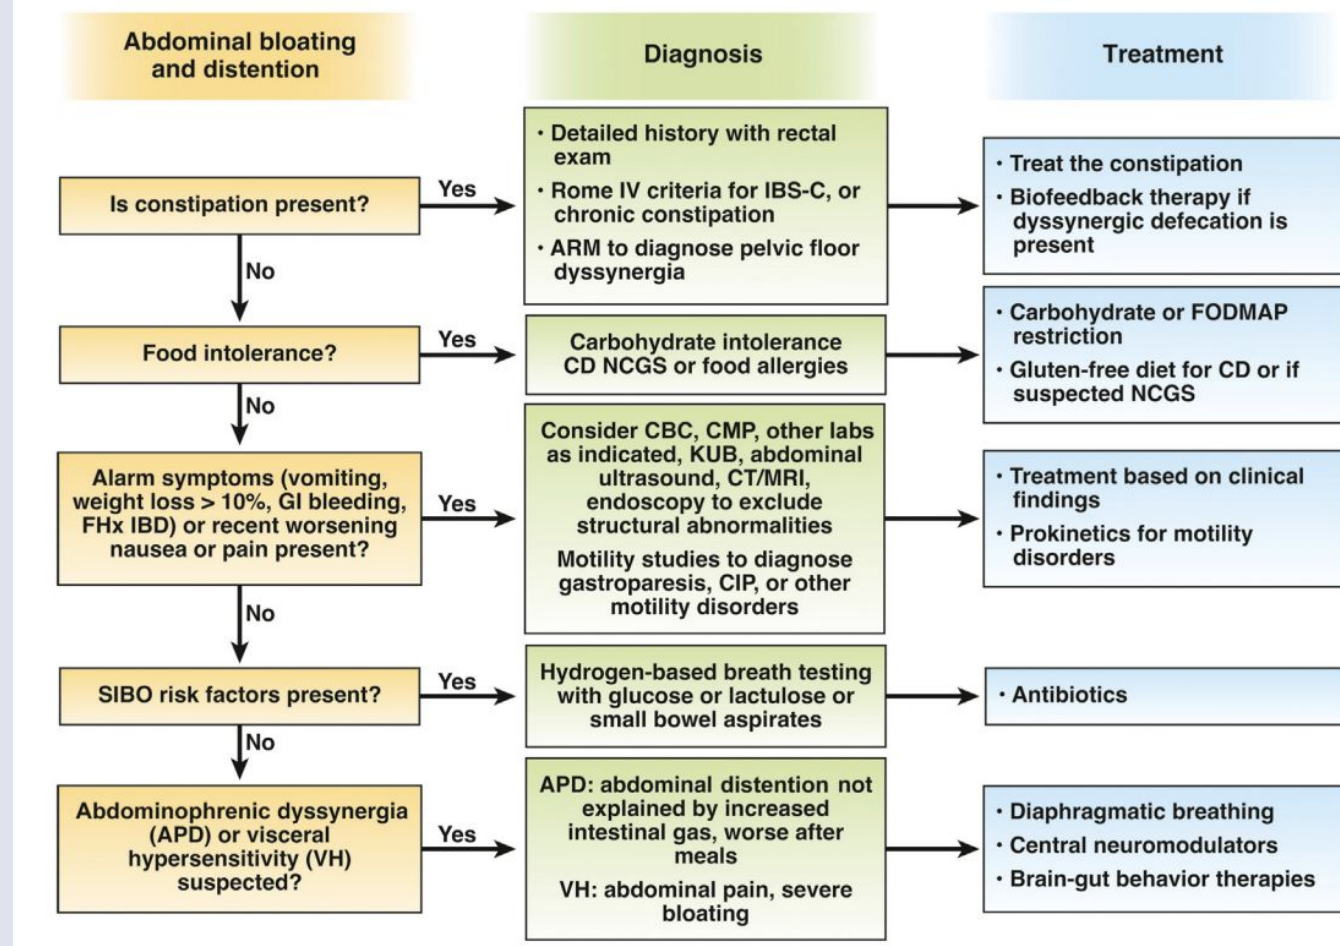 Abdominal bloating
and distention
Diagnosis
Treatment
Is constipation present?
Yes
· Detailed history with rectal
exam
· Rome IV criteria for IBS-C, or
chronic constipation
· ARM to diagnose pelvic floor
dyssynergia
· Treat the constipation
· Biofeedback therapy if
dyssynergic defecation is
present
No
Food intolerance?
Yes
Carbohydrate intolerance
CD NCGS or food allergies
· Carbohydrate or FODMAP
restriction
· Gluten-free diet for CD or if
suspected NCGS
No
Alarm symptoms (vomiting,
weight loss > 10%, GI bleeding,
FHx IBD) or recent worsening
nausea or pain present?
Yes
Consider CBC, CMP, other labs
as indicated, KUB, abdominal
ultrasound, CT/MRI,
endoscopy to exclude
structural abnormalities
Motility studies to diagnose
gastroparesis, CIP, or other
motility disorders
· Treatment based on clinical
findings
· Prokinetics for motility
disorders
No
SIBO risk factors present?
Yes
Hydrogen-based breath testing
with glucose or lactulose or
small bowel aspirates
· Antibiotics
No
Abdominophrenic dyssynergia
(APD) or visceral
hypersensitivity (VH)
suspected?
Yes
APD: abdominal distention not
explained by increased
intestinal gas, worse after
meals
VH: abdominal pain, severe
bloating
· Diaphragmatic breathing
· Central neuromodulators
· Brain-gut behavior therapies